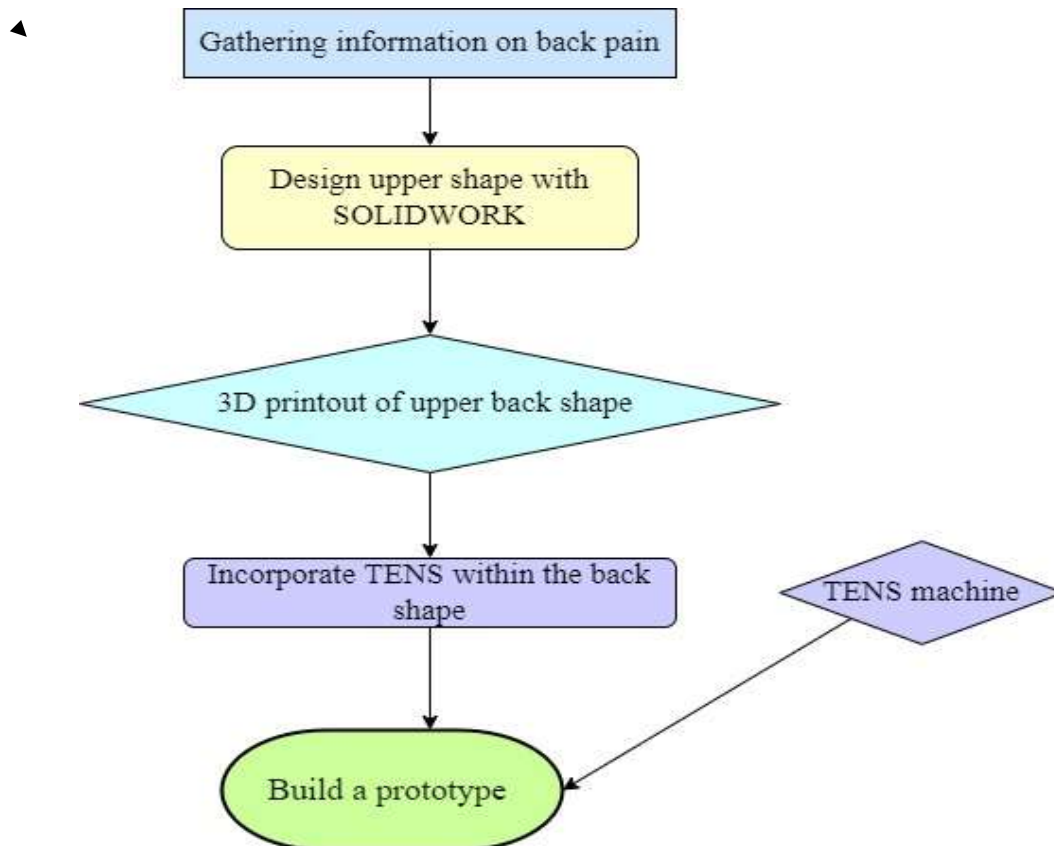 Gathering information on back pain
Design upper shape with
SOLIDWORK
3D printout of upper back shape
Incorporate TENS within the back
shape
TENS machine
Build a prototype